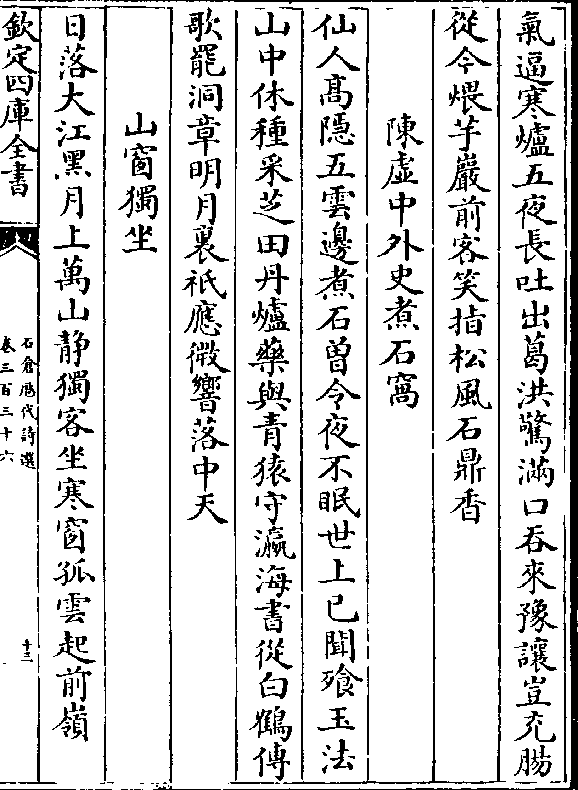 氣逼寒爐五夜長吐出葛洪驚滿口吞來豫讓豈充腸
從今煨芋巖前客笑指松風石鼎香
陳虛中外史煮石窩
仙人髙隱五雲邊煮石曽令夜不眠世上已聞飱玉法
山中休種采芝田丹爐藥與青猿守瀛海書從白鶴傳
歌罷洞章明月裏祇應微響落中天
山窗獨坐
日落大江黑月上萬山静獨客坐寒窗孤雲起前嶺
欽定四庫全書
石倉歴代詩選
卷三百三十六
十三